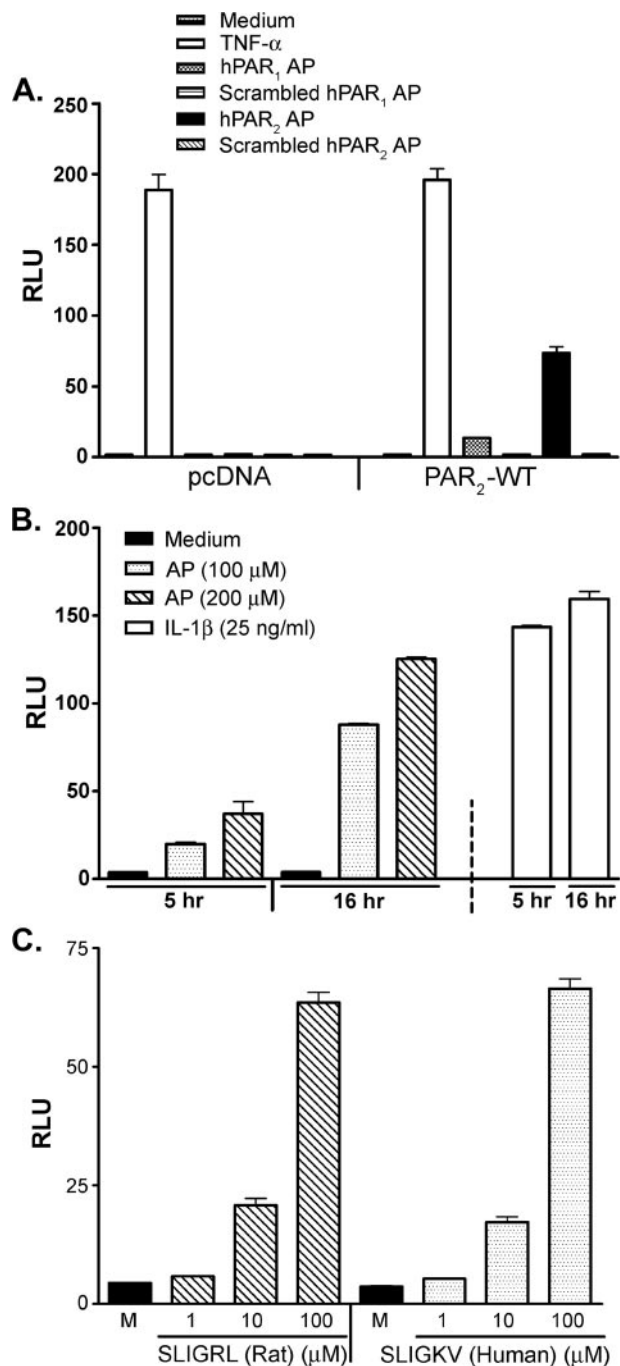 Medium
TNF-α
hPAR₁ AP
Scrambled hPAR₁ AP
hPAR₂ AP
Scrambled hPAR₂ AP
A.
250
200
150
100
50
0
RLU
pcDNA
PAR₂-WT
B.
200
150
100
50
0
RLU
Medium
AP (100 μM)
AP (200 μM)
IL-1β (25 ng/ml)
5 hr
16 hr
5 hr
16 hr
C.
75
50
25
0
RLU
M 1 10 100 M 1 10 100
SLIGRL (Rat) (μM) SLIGKV (Human) (μM)